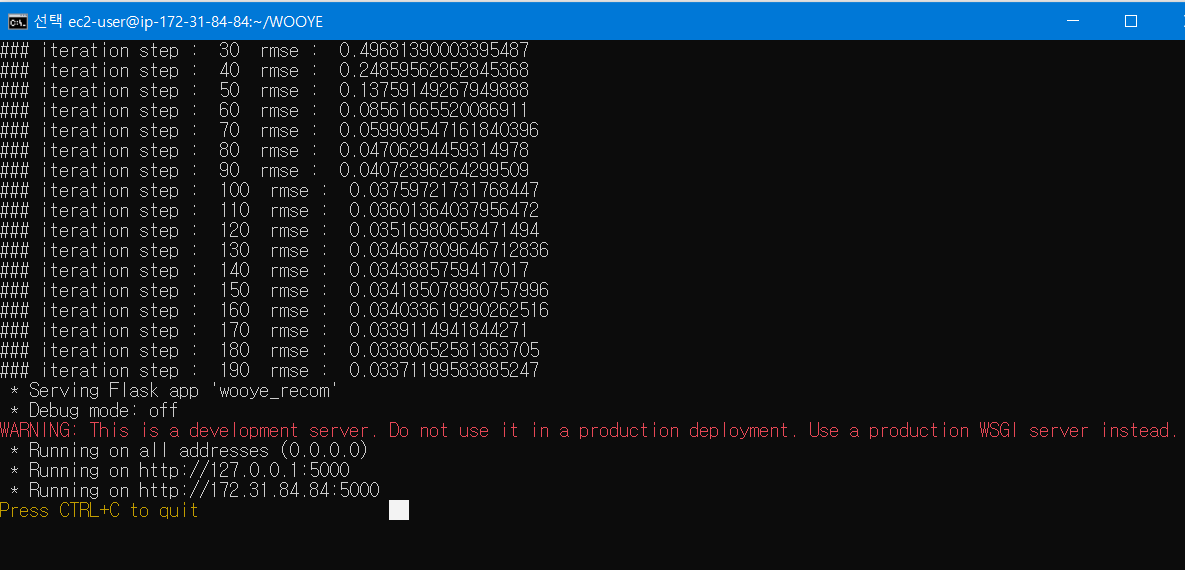 선택 ec2-user@ip-172-31-84-84:~/WOOYE
### iteration step :  30  rmse :  0.49681390003395487
### iteration step :  40  rmse :  0.24859562652845368
### iteration step :  50  rmse :  0.13759149267949888
### iteration step :  60  rmse :  0.08561665520086911
### iteration step :  70  rmse :  0.059909547161840396
### iteration step :  80  rmse :  0.04706294459314978
### iteration step :  90  rmse :  0.04072396264299509
### iteration step :  100  rmse :  0.03759721731768447
### iteration step :  110  rmse :  0.03601364037956472
### iteration step :  120  rmse :  0.03516980658471494
### iteration step :  130  rmse :  0.034687809646712836
### iteration step :  140  rmse :  0.0343885759417017
### iteration step :  150  rmse :  0.034185078980757996
### iteration step :  160  rmse :  0.034033619290262516
### iteration step :  170  rmse :  0.0339114941844271
### iteration step :  180  rmse :  0.03380652581363705
### iteration step :  190  rmse :  0.03371199583885247
 * Serving Flask app 'wooye_recom'
 * Debug mode: off
WARNING: This is a development server. Do not use it in a production deployment. Use a production WSGI server instead.
 * Running on all addresses (0.0.0.0)
 * Running on http://127.0.0.1:5000
 * Running on http://172.31.84.84:5000
Press CTRL+C to quit